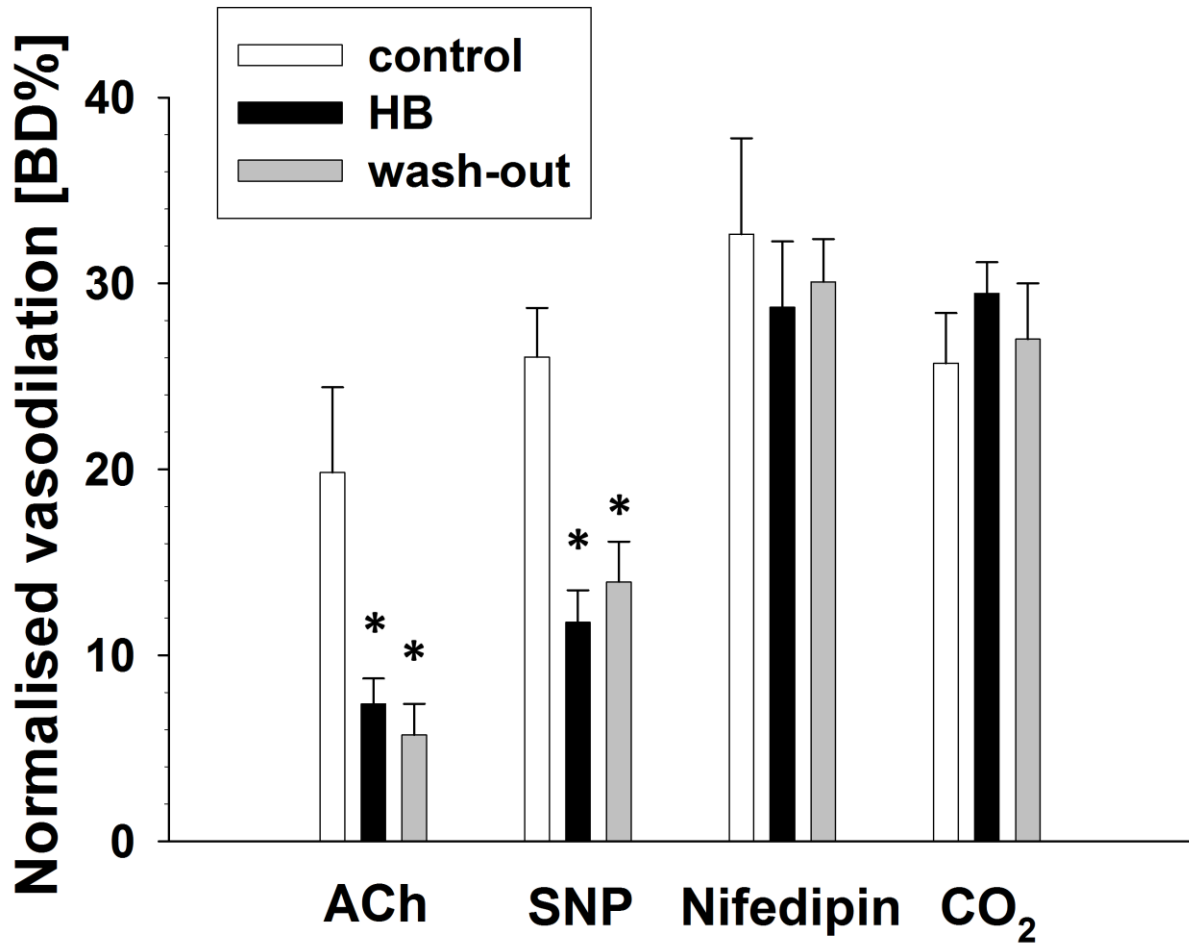 Normalised vasodilation [BD%]
control
HB
wash-out
40
30
20
10
0
*
*
*
*
ACh
SNP
Nifedipin
CO₂